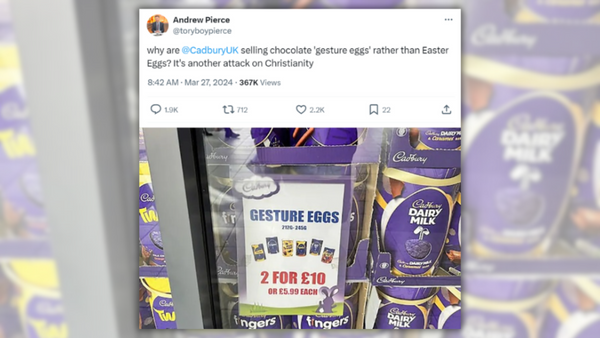 Andrew Pierce
@toryboypierce
why are @CadburyUK selling chocolate 'gesture eggs' rather than Easter
Eggs? It's another attack on Christianity
8:42 AM · Mar 27, 2024 · 367K Views
1.9K 712 2.2K 22
Cadbury
Cadbury
GESTURE EGGS
217G-245G
2 FOR £10
OR £5.99 EACH
fingers
fingers
Cadbury
DAIRY MILK
Cadbury
Cadbury
DAIRY
MILK
DAIRY MILK
Cadbury
DAIRY MILK